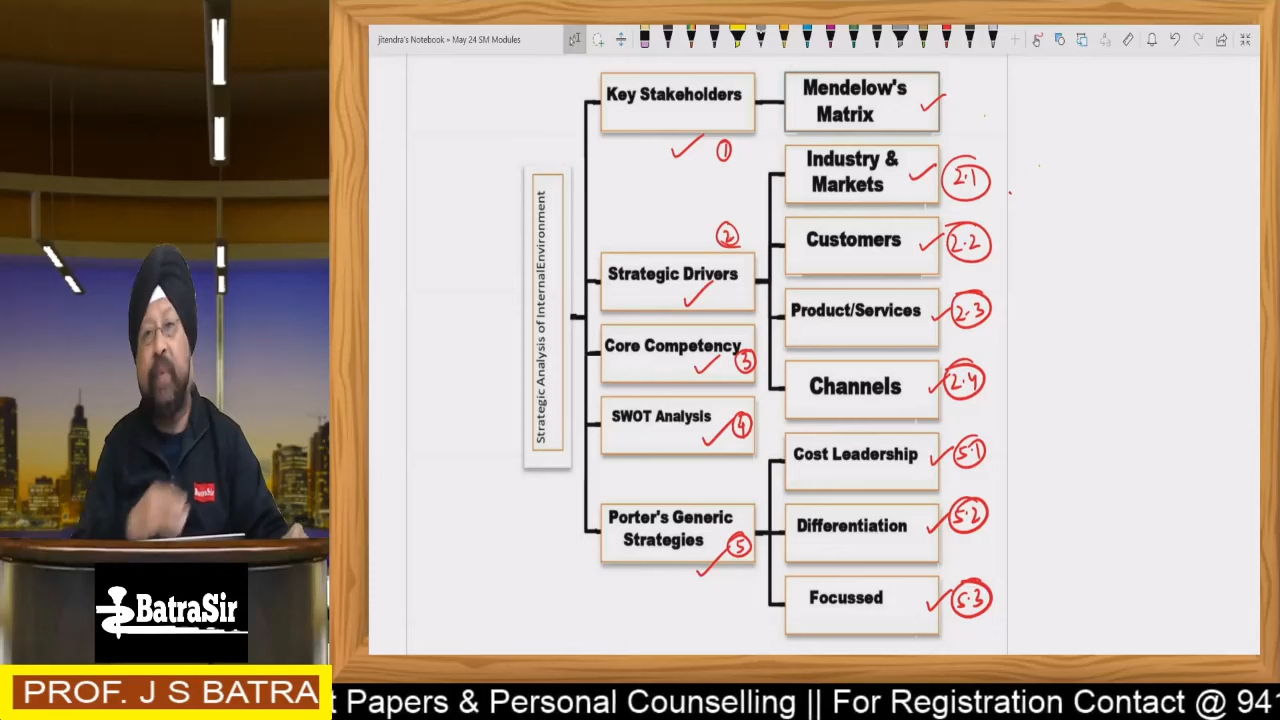 jitendra's Notebook » May 24 SM Modules
Strategic Analysis of InternalEnvironment
Key Stakeholders
①
Mendelow's
Matrix
②
Strategic Drivers
Industry &
Markets
2.1
Customers
2.2
Product/Services
2.3
Channels
2.4
Core Competency
③
SWOT Analysis
④
Porter's Generic
Strategies
⑤
Cost Leadership
5.1
Differentiation
5.2
Focussed
5.3
BatraSir
BatraSir
PROF. J S BATRA
t Papers & Personal Counselling || For Registration Contact @ 94